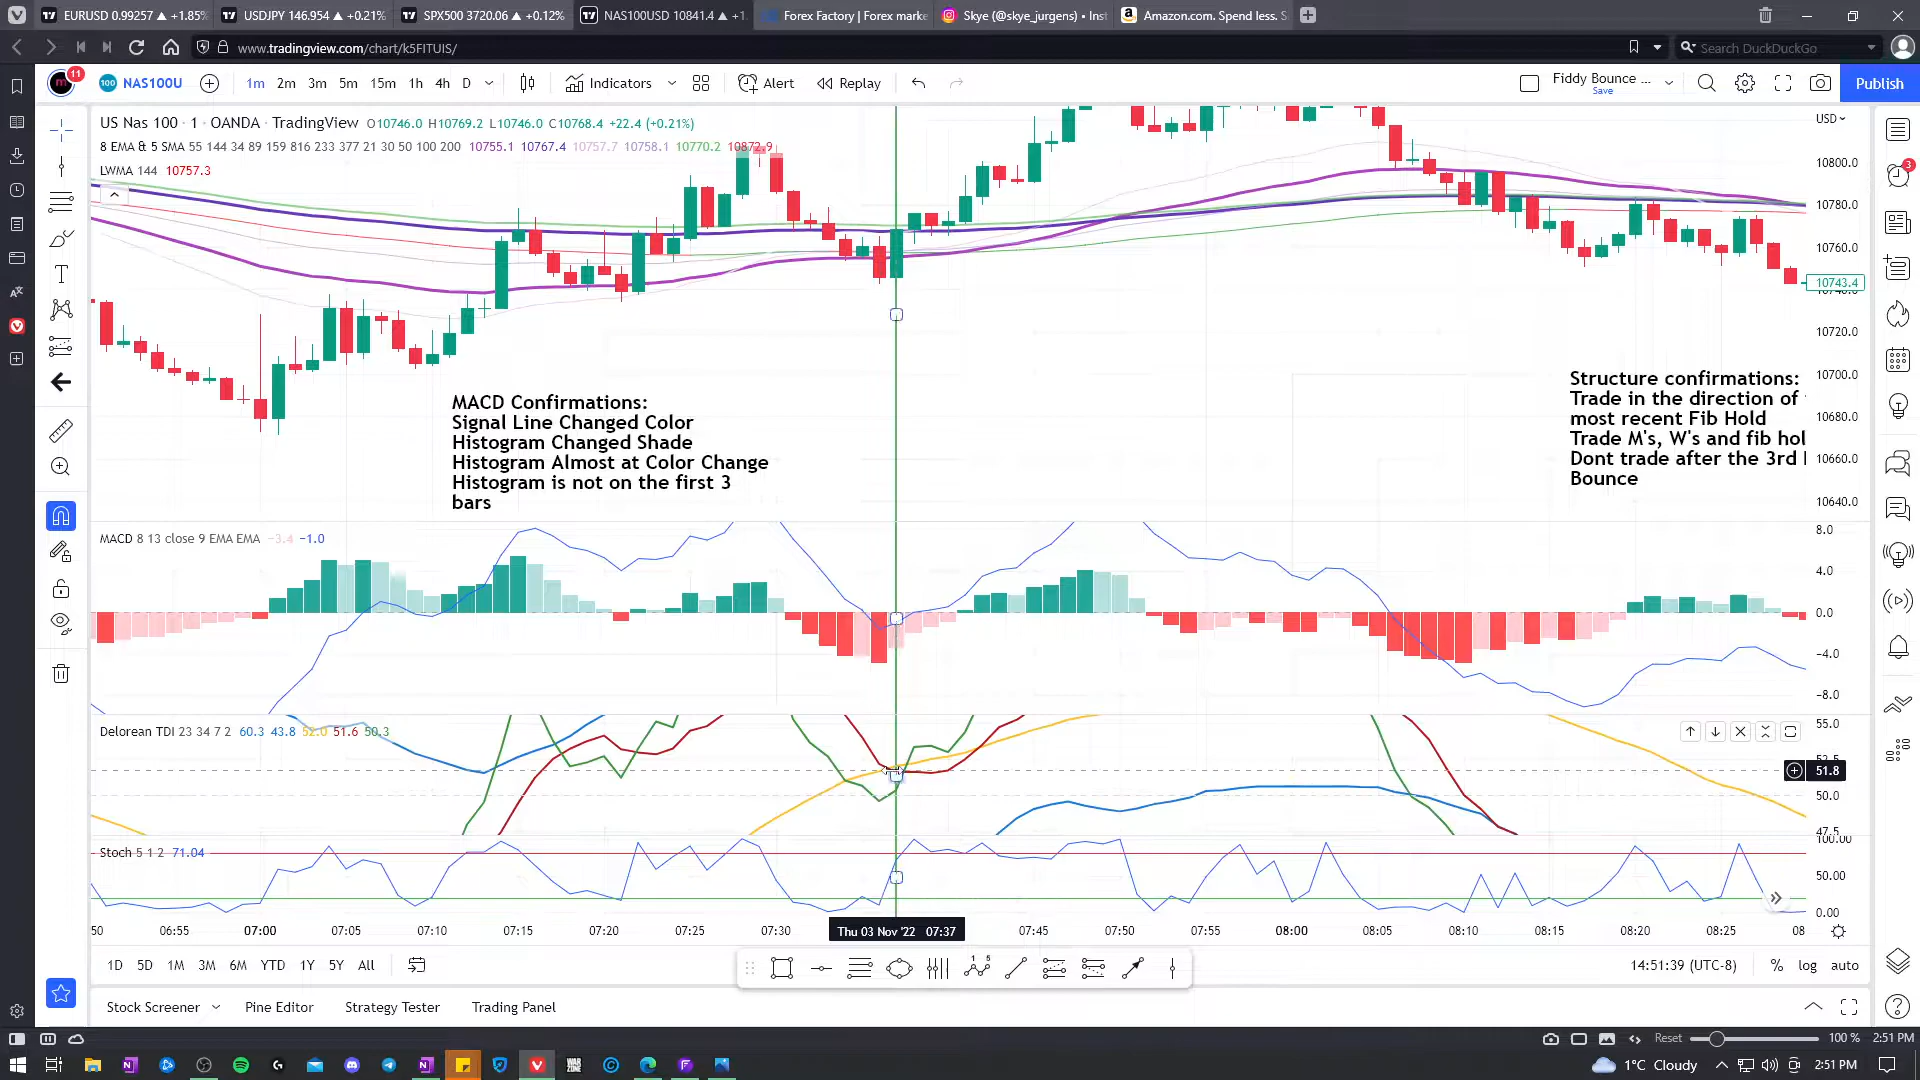 EURUSD 0.99257 ▲ +1.85%
USDJPY 146.954 ▲ +0.21%
SPX500 3720.06 ▲ +0.12%
NAS100USD 10841.4 ▲ +1.
Forex Factory | Forex marke
Skye (@skye_jurgens) • Inst
Amazon.com. Spend less. S
www.tradingview.com/chart/k5FITUIS/
Search DuckDuckGo
11
NAS100U
1m 2m 3m 5m 15m 1h 4h D
Indicators
Alert
Replay
Fiddy Bounce ...
Save
Publish
US Nas 100 · 1 · OANDA · TradingView O10746.0 H10769.2 L10746.0 C10768.4 +22.4 (+0.21%)
8 EMA & 5 SMA 55 144 34 89 159 816 233 377 21 30 50 100 200 10755.1 10767.4 10757.7 10758.1 10770.2 10872.9
LWMA 144 10757.3
USD
10800.0
10780.0
10760.0
10743.4
10740.0
10720.0
10700.0
10680.0
10660.0
10640.0
3
MACD Confirmations:
Signal Line Changed Color
Histogram Changed Shade
Histogram Almost at Color Change
Histogram is not on the first 3
bars
Structure confirmations:
Trade in the direction of
most recent Fib Hold
Trade M's, W's and fib hol
Dont trade after the 3rd
Bounce
MACD 8 13 close 9 EMA EMA −3.4 −1.0
8.0
4.0
0.0
−4.0
−8.0
Delorean TDI 23 34 7 2 60.3 43.8 52.0 51.6 50.3
55.0
51.8
50.0
47.5
Stoch 5 1 2 71.04
100.00
50.00
0.00
50 06:55 07:00 07:05 07:10 07:15 07:20 07:25 07:30 Thu 03 Nov '22 07:37 07:45 07:50 07:55 08:00 08:05 08:10 08:15 08:20 08:25 08
1D 5D 1M 3M 6M YTD 1Y 5Y All
14:51:39 (UTC-8)
% log auto
Stock Screener Pine Editor Strategy Tester Trading Panel
Reset 100 % 2:51 PM
WAR ZONE
1°C Cloudy
2:51 PM